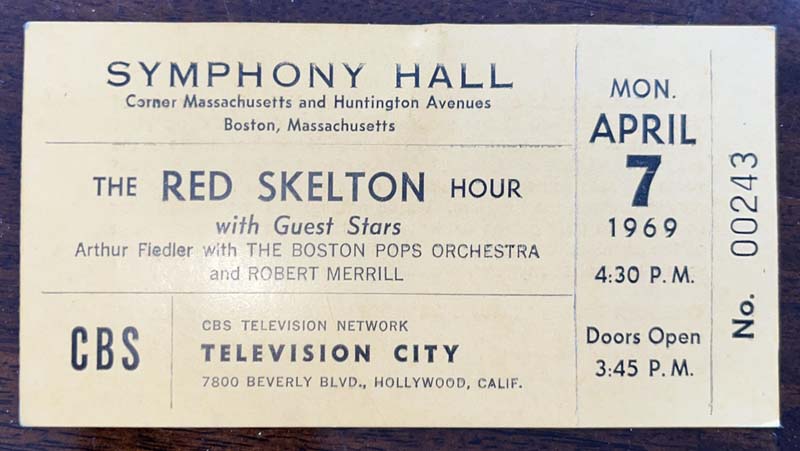 SYMPHONY HALL
Corner Massachusetts and Huntington Avenues
Boston, Massachusetts
THE RED SKELTON HOUR
with Guest Stars
Arthur Fiedler with THE BOSTON POPS ORCHESTRA
and ROBERT MERRILL
CBS
CBS TELEVISION NETWORK
TELEVISION CITY
7800 BEVERLY BLVD., HOLLYWOOD, CALIF.
MON.
APRIL
7
1969
4:30 P.M.
Doors Open
3:45 P.M.
No. 00243